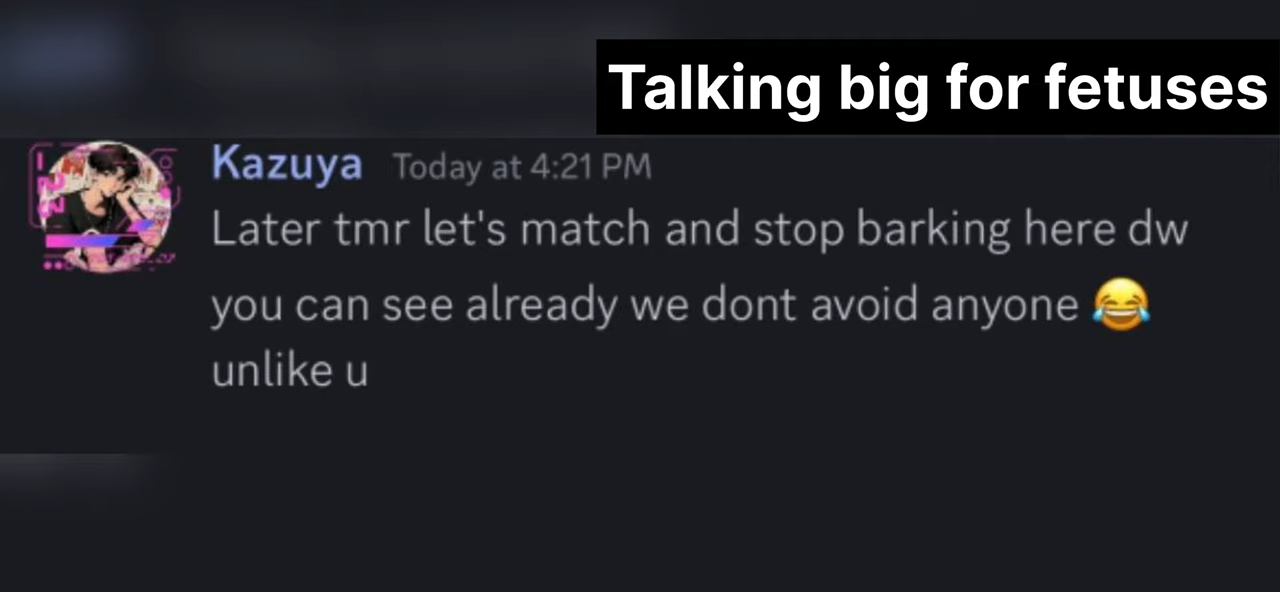 Talking big for fetuses
Kazuya Today at 4:21 PM
Later tmr let's match and stop barking here dw
you can see already we dont avoid anyone 😂
unlike u